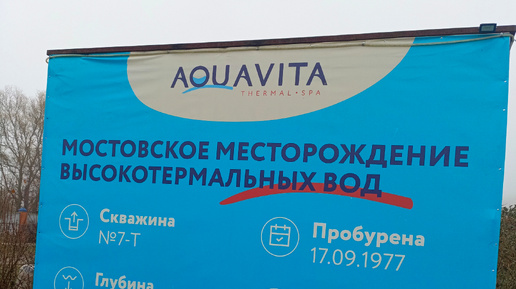 AQUAVITA
THERMAL • SPA
МОСТОВСКОЕ МЕСТОРОЖДЕНИЕ
ВЫСОКОТЕРМАЛЬНЫХ ВОД
Скважина
№7-Т
Пробурена
17.09.1977
Глубина